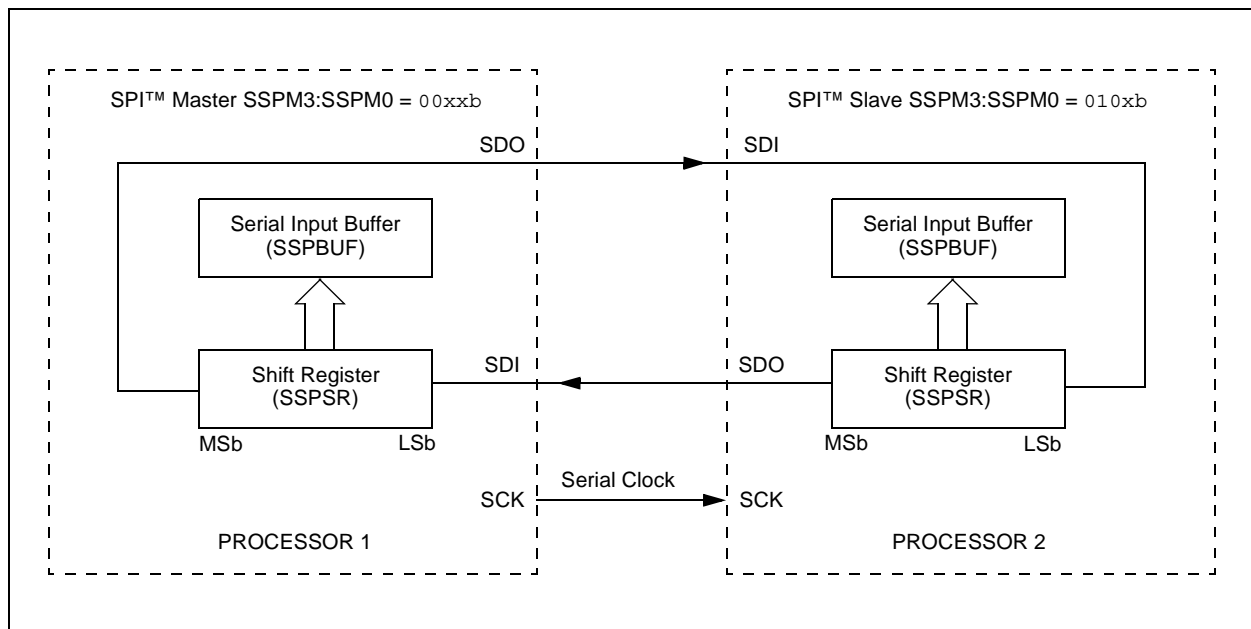 SPI™ Master SSPM3:SSPM0 = 00xxb
SPI™ Slave SSPM3:SSPM0 = 010xb
SDO
SDI
Serial Input Buffer
(SSPBUF)
Serial Input Buffer
(SSPBUF)
Shift Register
(SSPSR)
SDI
SDO
Shift Register
(SSPSR)
MSb
LSb
MSb
LSb
Serial Clock
SCK
SCK
PROCESSOR 1
PROCESSOR 2